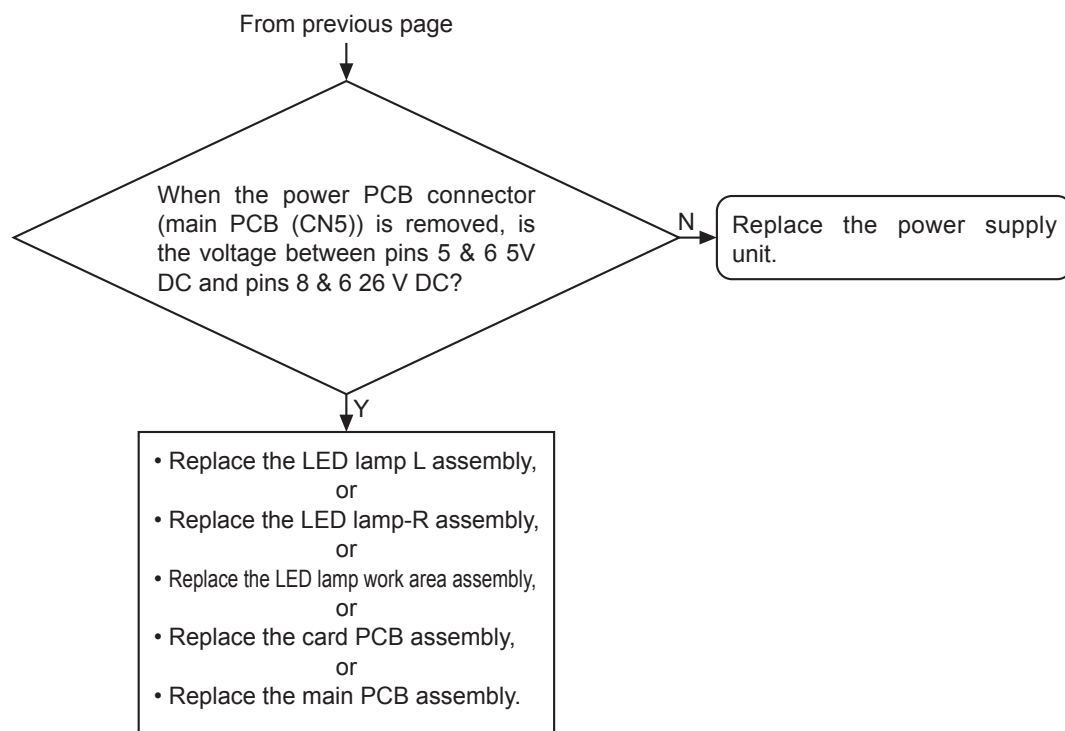 From previous page
When the power PCB connector
(main PCB (CN5)) is removed, is
the voltage between pins 5 & 6 5V
DC and pins 8 & 6 26 V DC?
N
Replace the power supply
unit.
Y
• Replace the LED lamp L assembly,
or
• Replace the LED lamp-R assembly,
or
• Replace the LED lamp work area assembly,
or
• Replace the card PCB assembly,
or
• Replace the main PCB assembly.